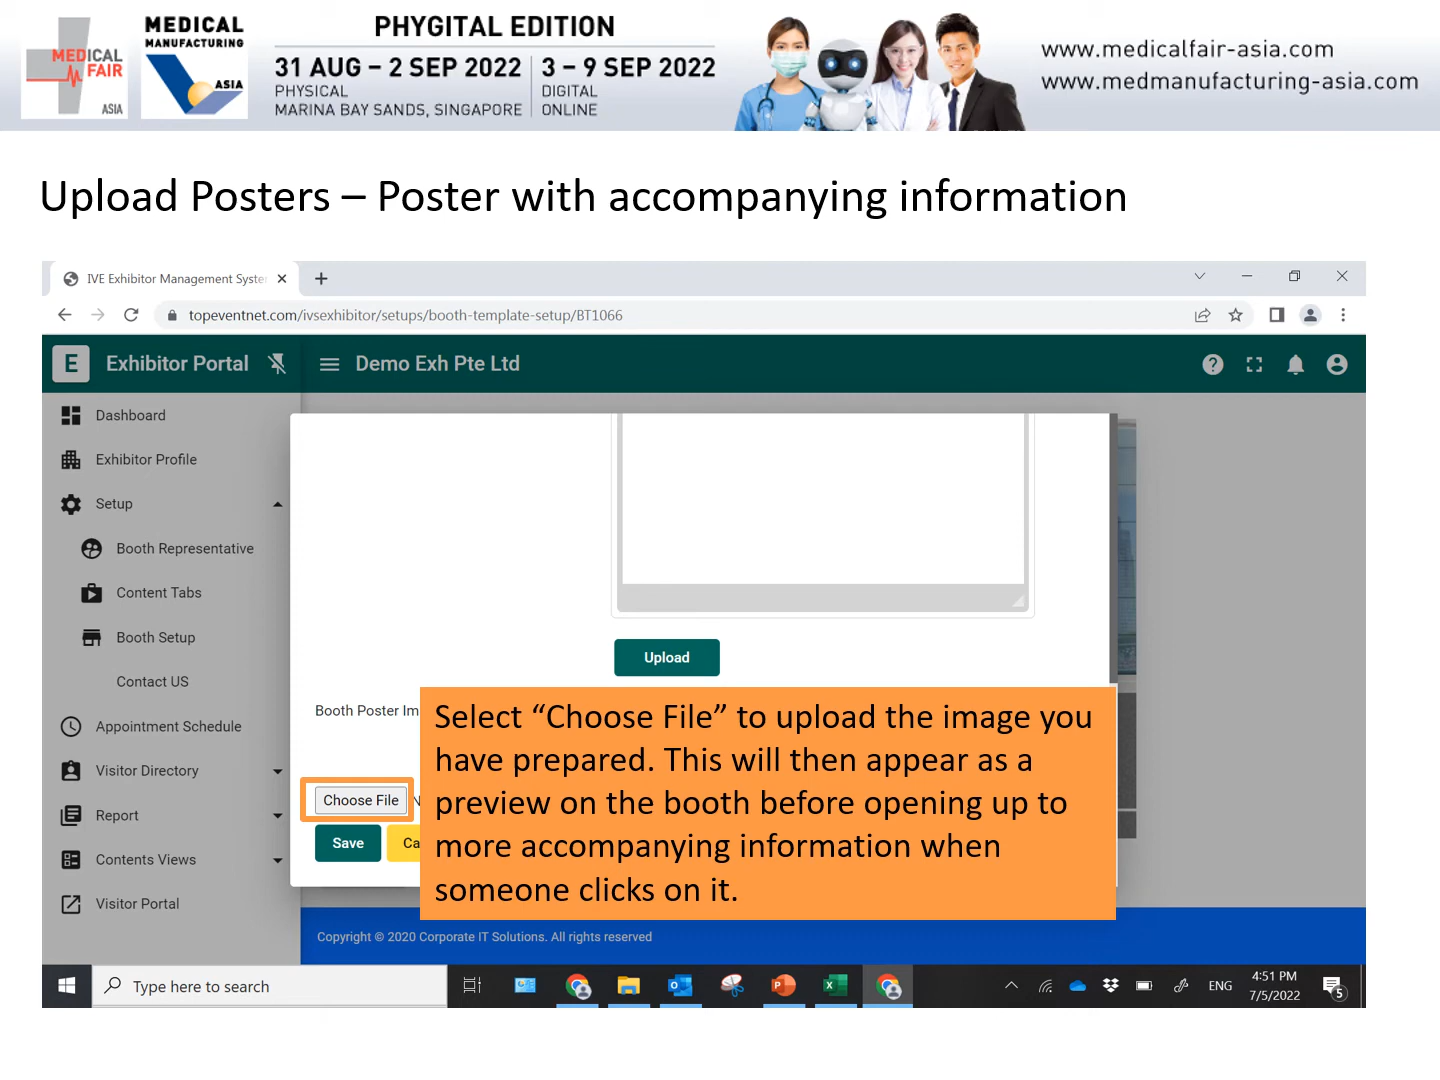 MEDICAL
FAIR
ASIA
MEDICAL
MANUFACTURING
ASIA
PHYGITAL EDITION
31 AUG – 2 SEP 2022
PHYSICAL
MARINA BAY SANDS, SINGAPORE
3 – 9 SEP 2022
DIGITAL
ONLINE
www.medicalfair-asia.com
www.medmanufacturing-asia.com
Upload Posters – Poster with accompanying information
IVE Exhibitor Management Syste
topeventnet.com/ivsexhibitor/setups/booth-template-setup/BT1066
E Exhibitor Portal
Demo Exh Pte Ltd
Dashboard
Exhibitor Profile
Setup
Booth Representative
Content Tabs
Booth Setup
Contact US
Appointment Schedule
Visitor Directory
Report
Contents Views
Visitor Portal
Upload
Booth Poster Im
Choose File N
Save
Ca
Select “Choose File” to upload the image you
have prepared. This will then appear as a
preview on the booth before opening up to
more accompanying information when
someone clicks on it.
Copyright © 2020 Corporate IT Solutions. All rights reserved
Type here to search
ENG
4:51 PM
7/5/2022
5